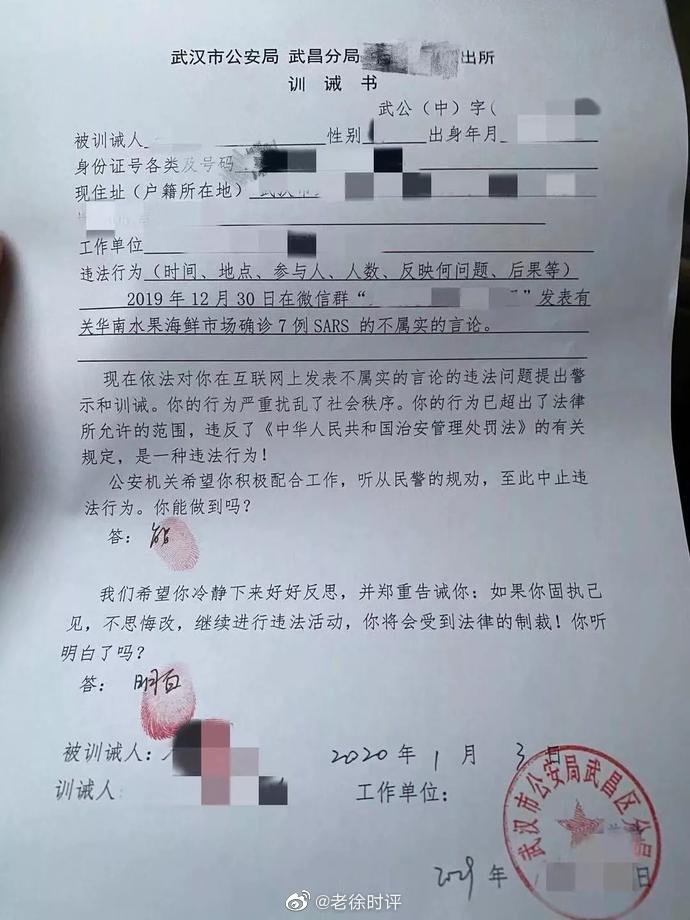 武汉市公安局 武昌分局 出所
训 诫 书
武公（中）字（
被训诫人 性别 出身年月
身份证号各类及号码
现住址（户籍所在地）
工作单位
违法行为（时间、地点、参与人、人数、反映何问题、后果等）
2019 年 12 月 30 日在微信群“ ”发表有
关华南水果海鲜市场确诊 7 例 SARS 的不属实的言论。
现在依法对你在互联网上发表不属实的言论的违法问题提出警
示和训诫。你的行为严重扰乱了社会秩序。你的行为已超出了法律
所允许的范围，违反了《中华人民共和国治安管理处罚法》的有关
规定，是一种违法行为！
公安机关希望你积极配合工作，听从民警的规劝，至此中止违
法行为。你能做到吗？
答：能
我们希望你冷静下来好好反思，并郑重告诫你：如果你固执己
见，不思悔改，继续进行违法活动，你将会受到法律的制裁！你听
明白了吗？
答：明白
被训诫人： 2020 年 1 月 3 日
训诫人： 工作单位：
武汉市公安局武昌区分局
年 日
@老徐时评